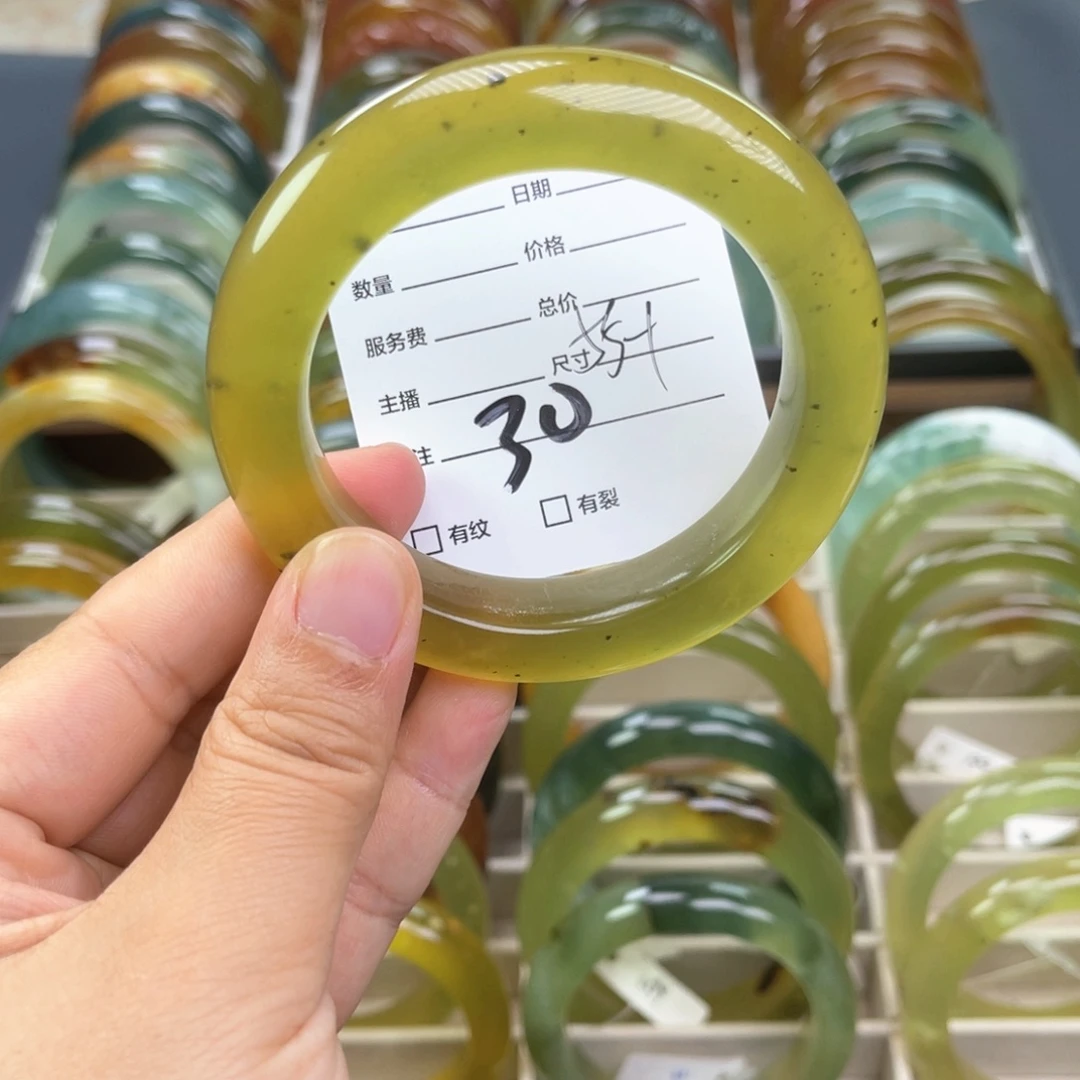 日期
数量 价格
服务费 总价
主播 尺寸 54
注 30
有纹 有裂